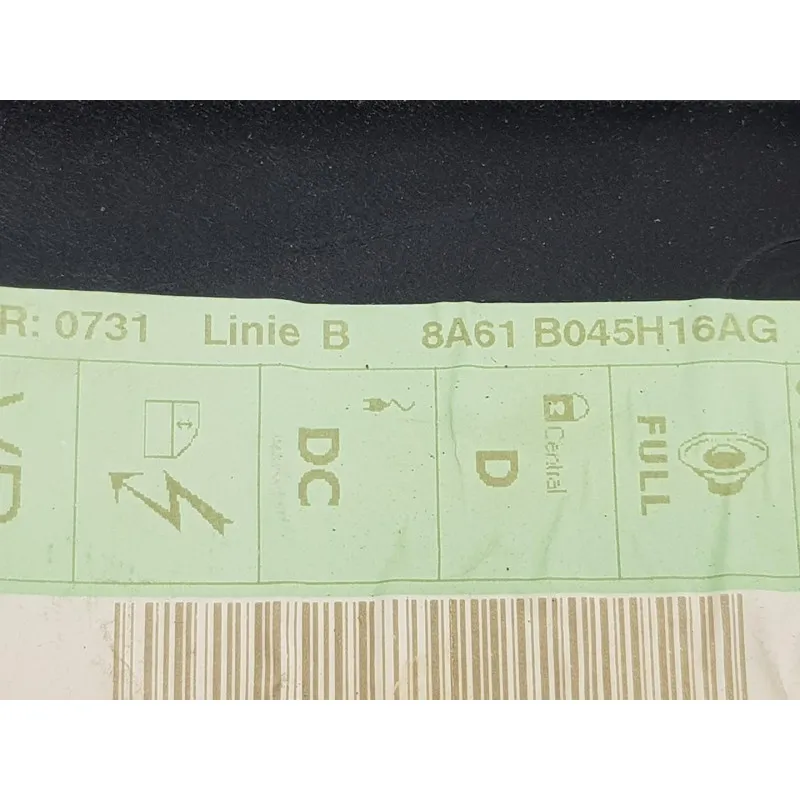 R: 0731 Linie B 8A61 B045H16AG
DC
Central
D
FULL